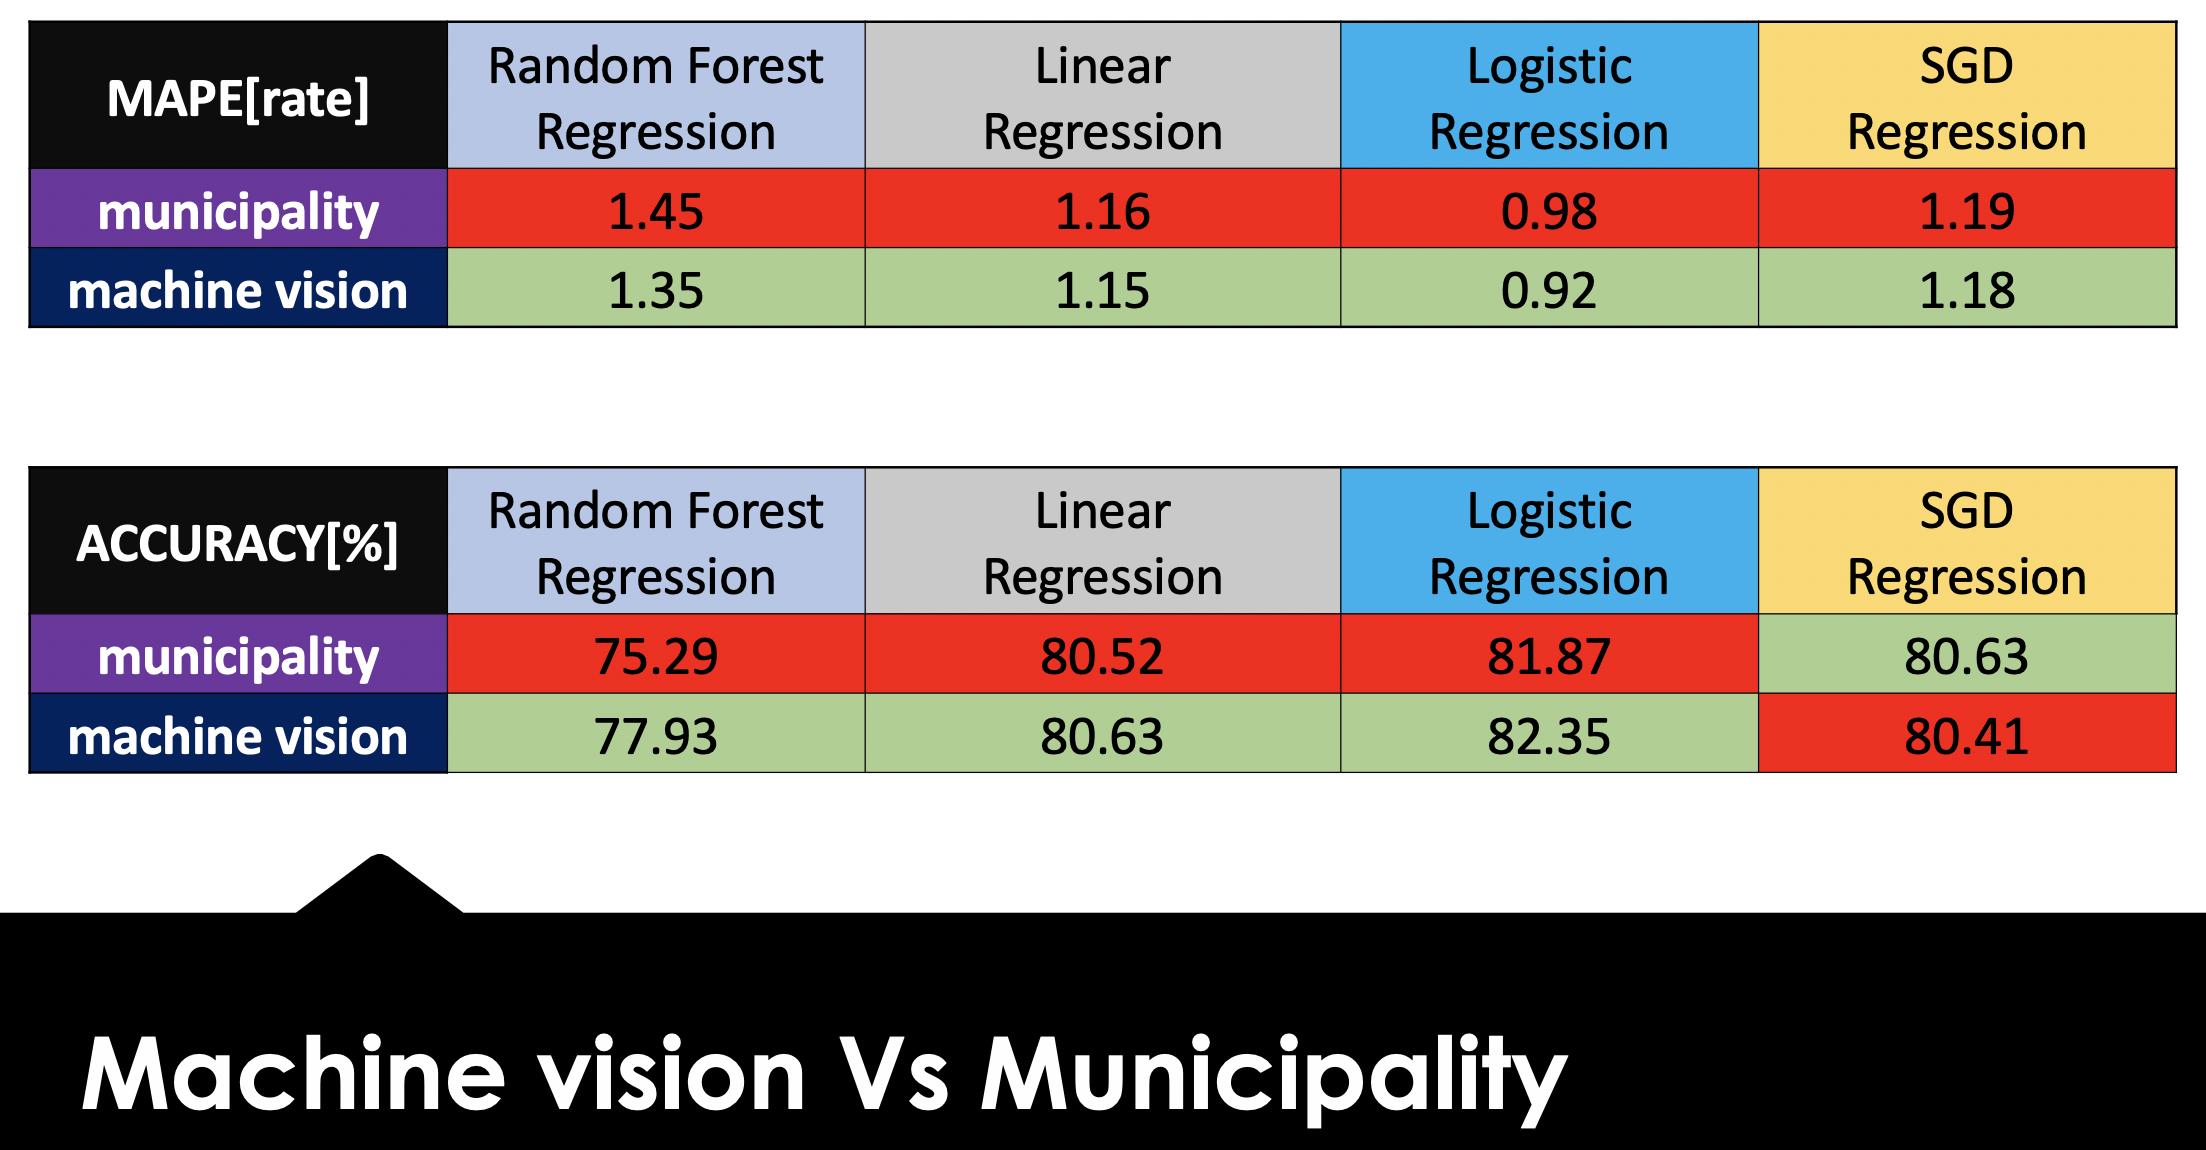 MAPE[rate] Random Forest Regression Linear Regression Logistic Regression SGD Regression
municipality 1.45 1.16 0.98 1.19
machine vision 1.35 1.15 0.92 1.18
ACCURACY[%] Random Forest Regression Linear Regression Logistic Regression SGD Regression
municipality 75.29 80.52 81.87 80.63
machine vision 77.93 80.63 82.35 80.41
Machine vision Vs Municipality